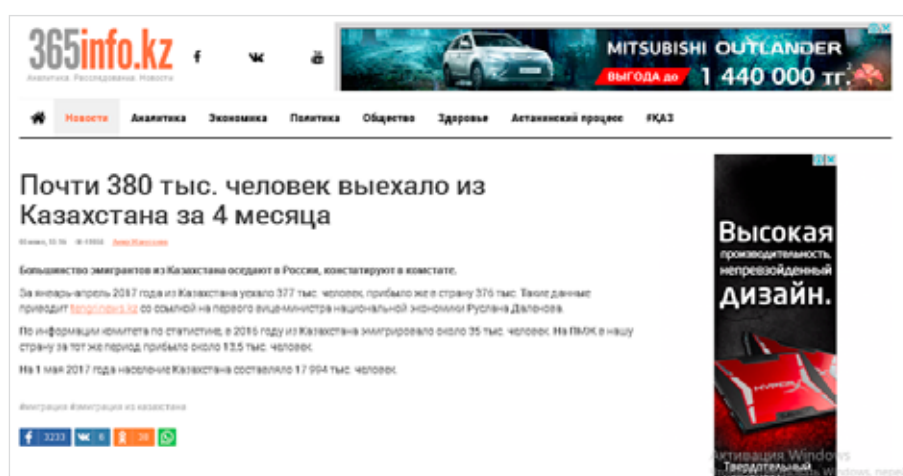 365info.kz
Аналитика. Расследования. Новости
MITSUBISHI OUTLANDER
ВЫГОДА до 1 440 000 тг.
Новости Аналитика Экономика Политика Общество Здоровье Астанинский процесс #ҚАЗ
Почти 380 тыс. человек выехало из
Казахстана за 4 месяца
Большинство эмигрантов из Казахстана оседают в России, констатируют в комстате.
За январь-апрель 2017 года из Казахстана уехало 377 тыс. человек, прибыло же в страну 376 тыс. Такие данные
приводит tengrinews.kz со ссылкой на первого вице-министра национальной экономики Руслана Даленова.
По информации комитета по статистике, в 2016 году из Казахстана эмигрировало около 35 тыс. человек. На ПМЖ в нашу
страну за тот же период прибыло около 13,5 тыс. человек.
На 1 мая 2017 года население Казахстана составляло 17 994 тыс. человек.
#миграция #эмиграция из казахстана
3233 6 39
Высокая
производительность,
непревзойденный
дизайн.
HYPERX
Активация Windows
Твердотельный